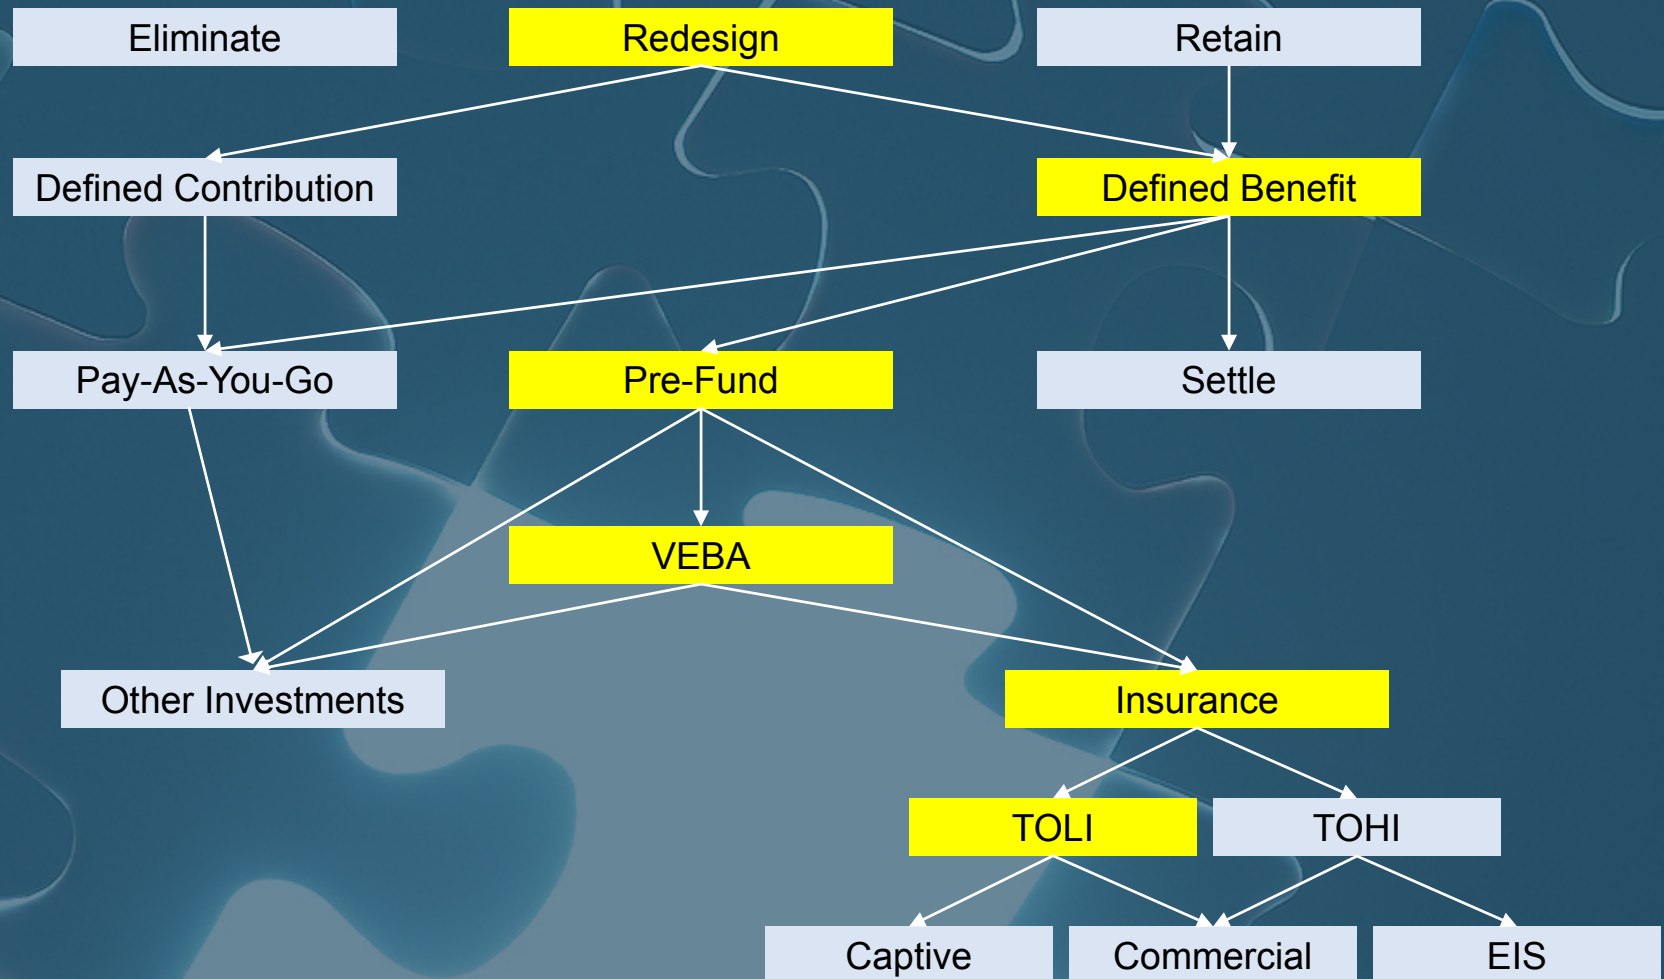 Eliminate
Redesign
Retain
Defined Contribution
Defined Benefit
Pay-As-You-Go
Pre-Fund
Settle
VEBA
Other Investments
Insurance
TOLI
TOHI
Captive
Commercial
EIS